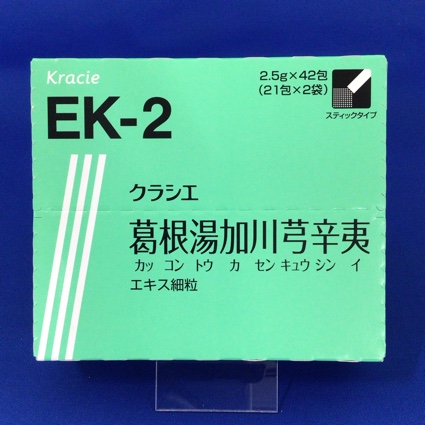 Kracie
2.5g×42包
(21包×2袋)
スティックタイプ
EK-2
クラシエ
葛根湯加川芎辛夷
カッ コン トウ カ セン キュウ シン イ
エキス細粒